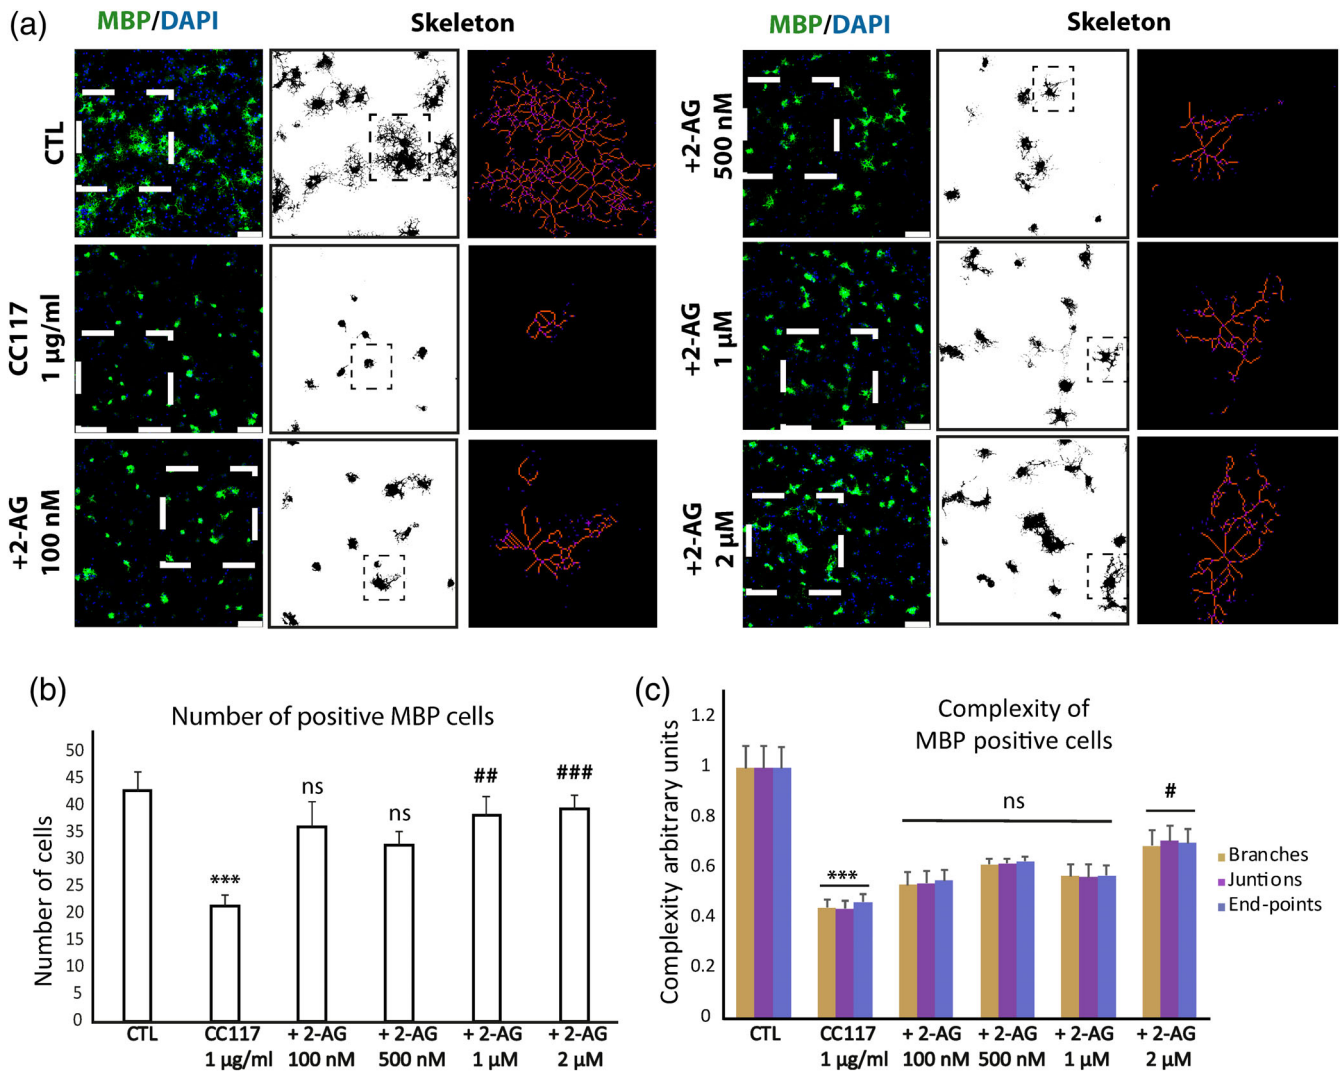 (a)
MBP/DAPI
Skeleton
MBP/DAPI
Skeleton
CTL
CC117
1 µg/ml
+2-AG
100 nM
+2-AG
500 nM
+2-AG
1 µM
+2-AG
2 µM
(b)
Number of positive MBP cells
Number of cells
50
45
40
35
30
25
20
15
10
5
0
***
ns
ns
##
###
CTL
CC117
1 µg/ml
+ 2-AG
100 nM
+ 2-AG
500 nM
+ 2-AG
1 µM
+ 2-AG
2 µM
(c)
Complexity of
MBP positive cells
Complexity arbitrary units
1.2
1
0.8
0.6
0.4
0.2
0
***
ns
#
Branches
Juntions
End-points
CTL
CC117
1 µg/ml
+ 2-AG
100 nM
+ 2-AG
500 nM
+ 2-AG
1 µM
+ 2-AG
2 µM